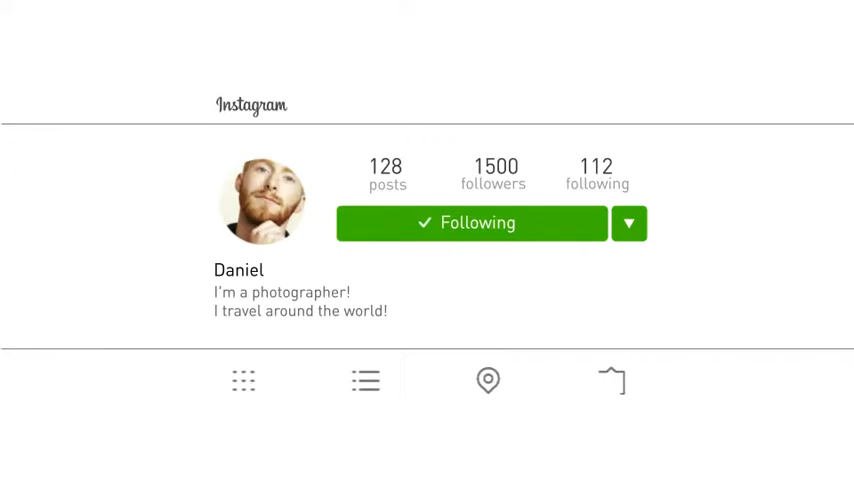 Instagram
128 1500 112
posts followers following
Following
Daniel
I'm a photographer!
I travel around the world!